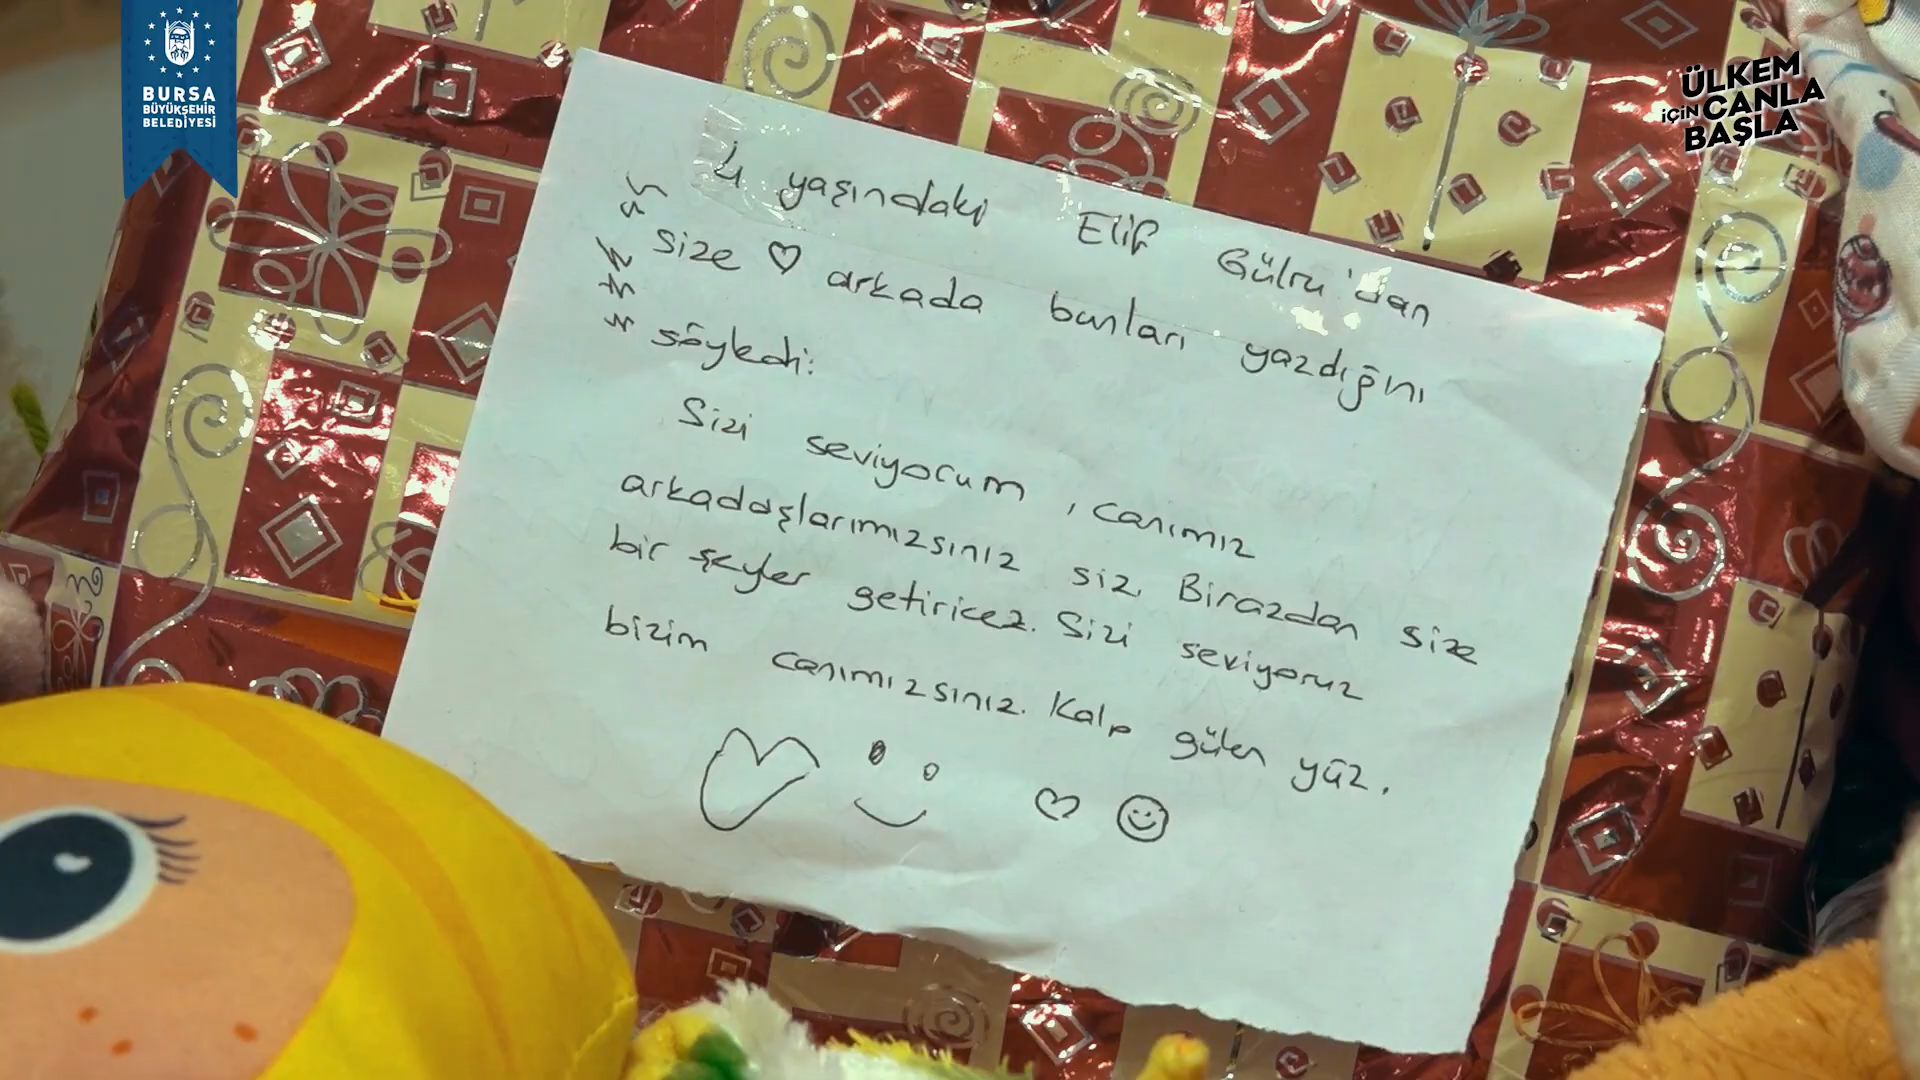 BURSA
BÜYÜKŞEHİR
BELEDİYESİ
ÜLKEM
İÇİN CANLA
BAŞLA
4 yaşındaki Elif Gülru'dan
size ♡ arkada bunları yazdığını
söyledi:
Sizi seviyorum, canımız
arkadaşlarımızsınız siz. Birazdan size
bir şeyler getiricez. Sizi seviyoruz
bizim canımızsınız. Kalp gülen yüz.